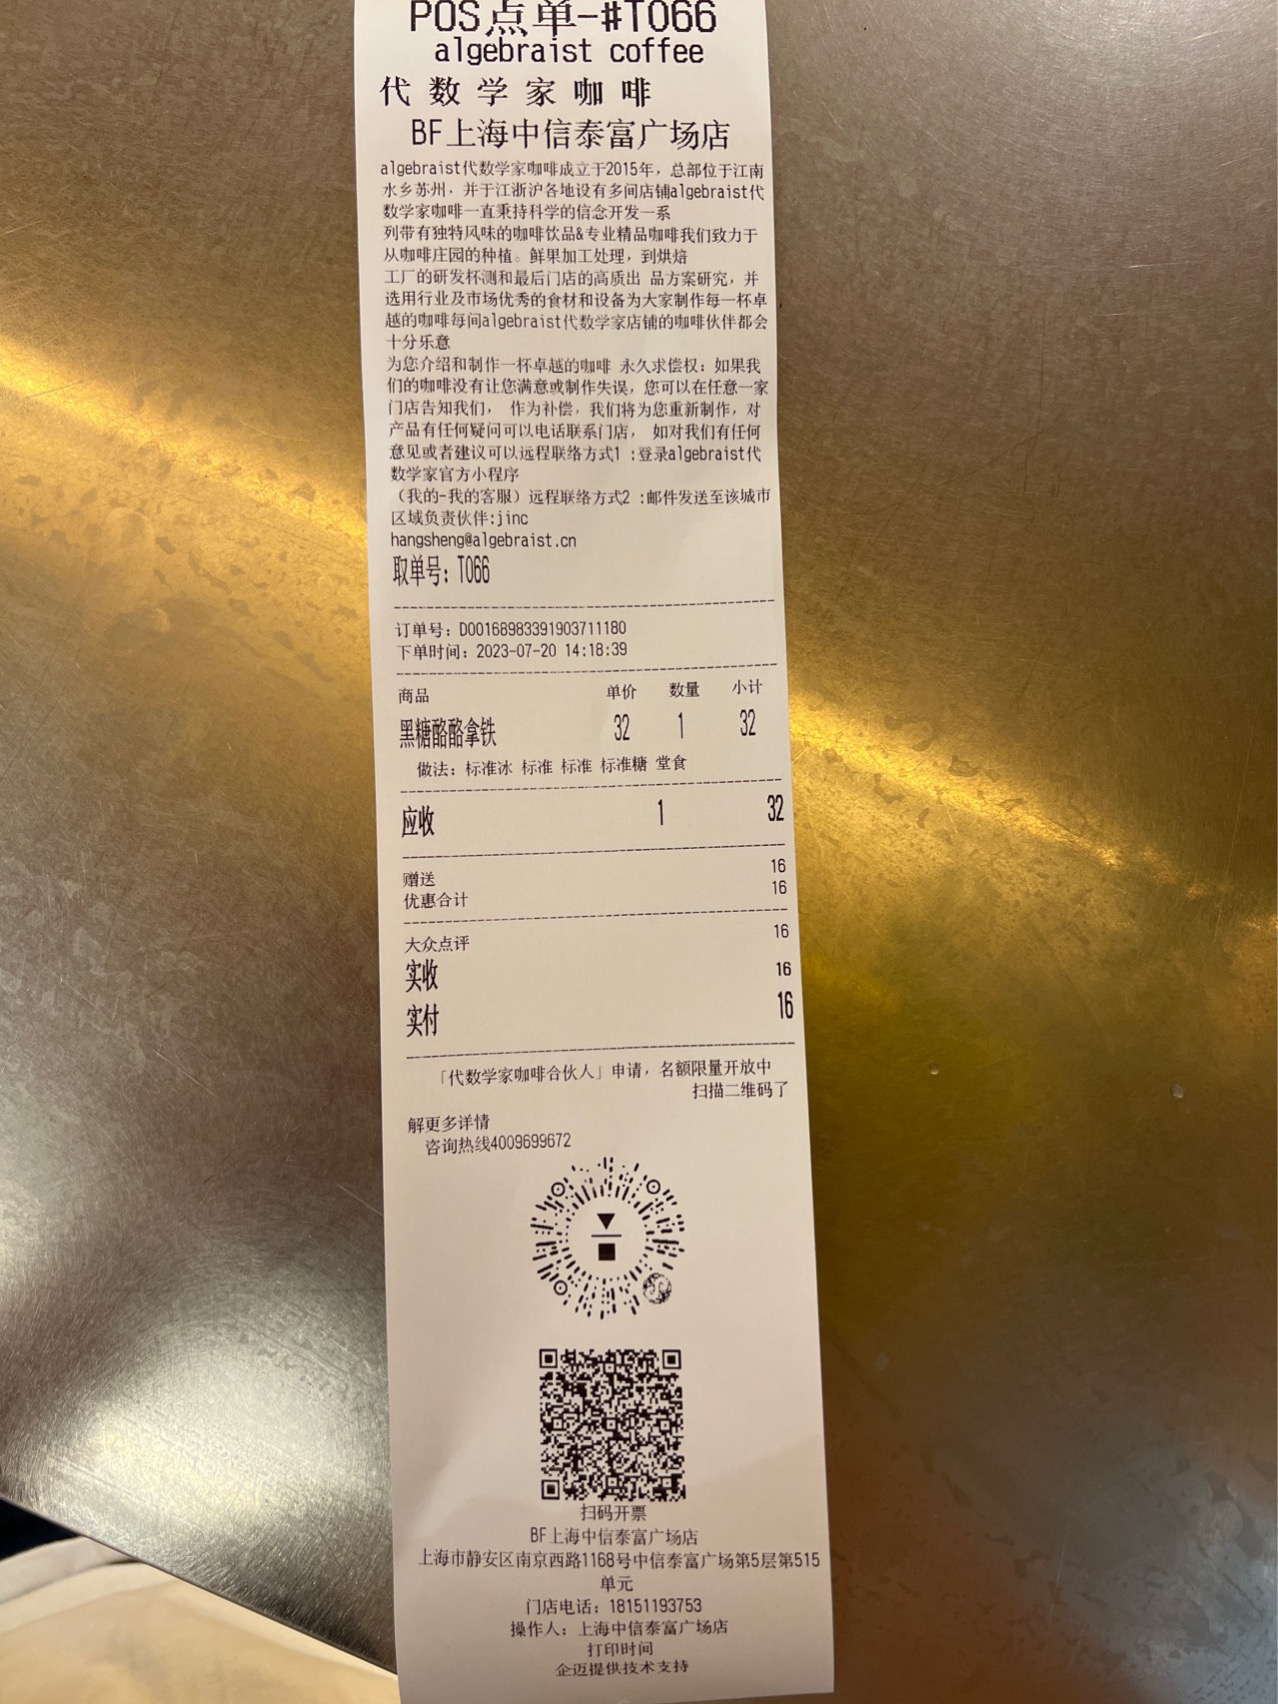 POS点单-#T066
algebraist coffee
代数学家咖啡
BF上海中信泰富广场店
algebraist代数学家咖啡成立于2015年，总部位于江南
水乡苏州，并于江浙沪各地设有多间店铺algebraist代
数学家咖啡一直秉持科学的信念开发一系
列带有独特风味的咖啡饮品&专业精品咖啡我们致力于
从咖啡庄园的种植。鲜果加工处理，到烘焙
工厂的研发杯测和最后门店的高质出 品方案研究，并
选用行业及市场优秀的食材和设备为大家制作每一杯卓
越的咖啡每间algebraist代数学家店铺的咖啡伙伴都会
十分乐意
为您介绍和制作一杯卓越的咖啡 永久求偿权：如果我
们的咖啡没有让您满意或制作失误，您可以在任意一家
门店告知我们， 作为补偿，我们将为您重新制作，对
产品有任何疑问可以电话联系门店， 如对我们有任何
意见或者建议可以远程联络方式1 :登录algebraist代
数学家官方小程序
（我的-我的客服）远程联络方式2 :邮件发送至该城市
区域负责伙伴:jinc
hangsheng@algebraist.cn
取单号：T066
订单号：D00168983391903711180
下单时间：2023-07-20 14:18:39
商品 单价 数量 小计
黑糖酪酪拿铁 32 1 32
做法：标准冰 标准 标准 标准糖 堂食
应收 1 32
赠送 16
优惠合计 16
大众点评 16
实收 16
实付 16
「代数学家咖啡合伙人」申请，名额限量开放中
扫描二维码了
解更多详情
咨询热线4009699672
扫码开票
BF上海中信泰富广场店
上海市静安区南京西路1168号中信泰富广场第5层第515
单元
门店电话：18151193753
操作人：上海中信泰富广场店
打印时间
企迈提供技术支持